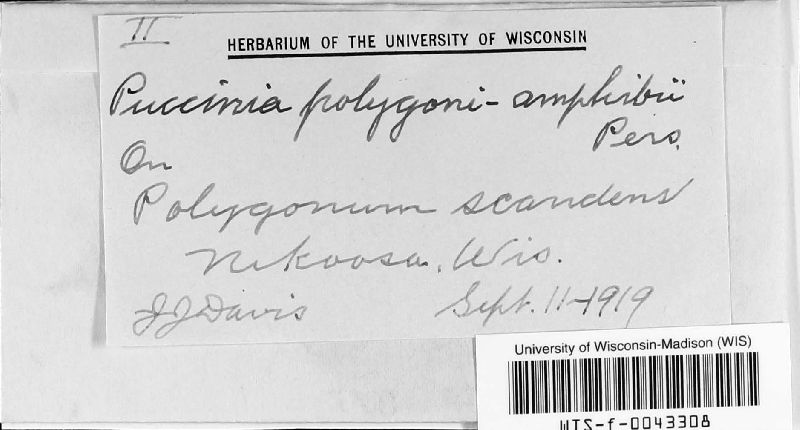 II
HERBARIUM OF THE UNIVERSITY OF WISCONSIN
Puccinia polygoni-amphibii
Pers.
On
Polygonum scandens
Nekoosa, Wis.
JJ Davis Sept. 11-1919
University of Wisconsin-Madison (WIS)
WIS-f-0043308